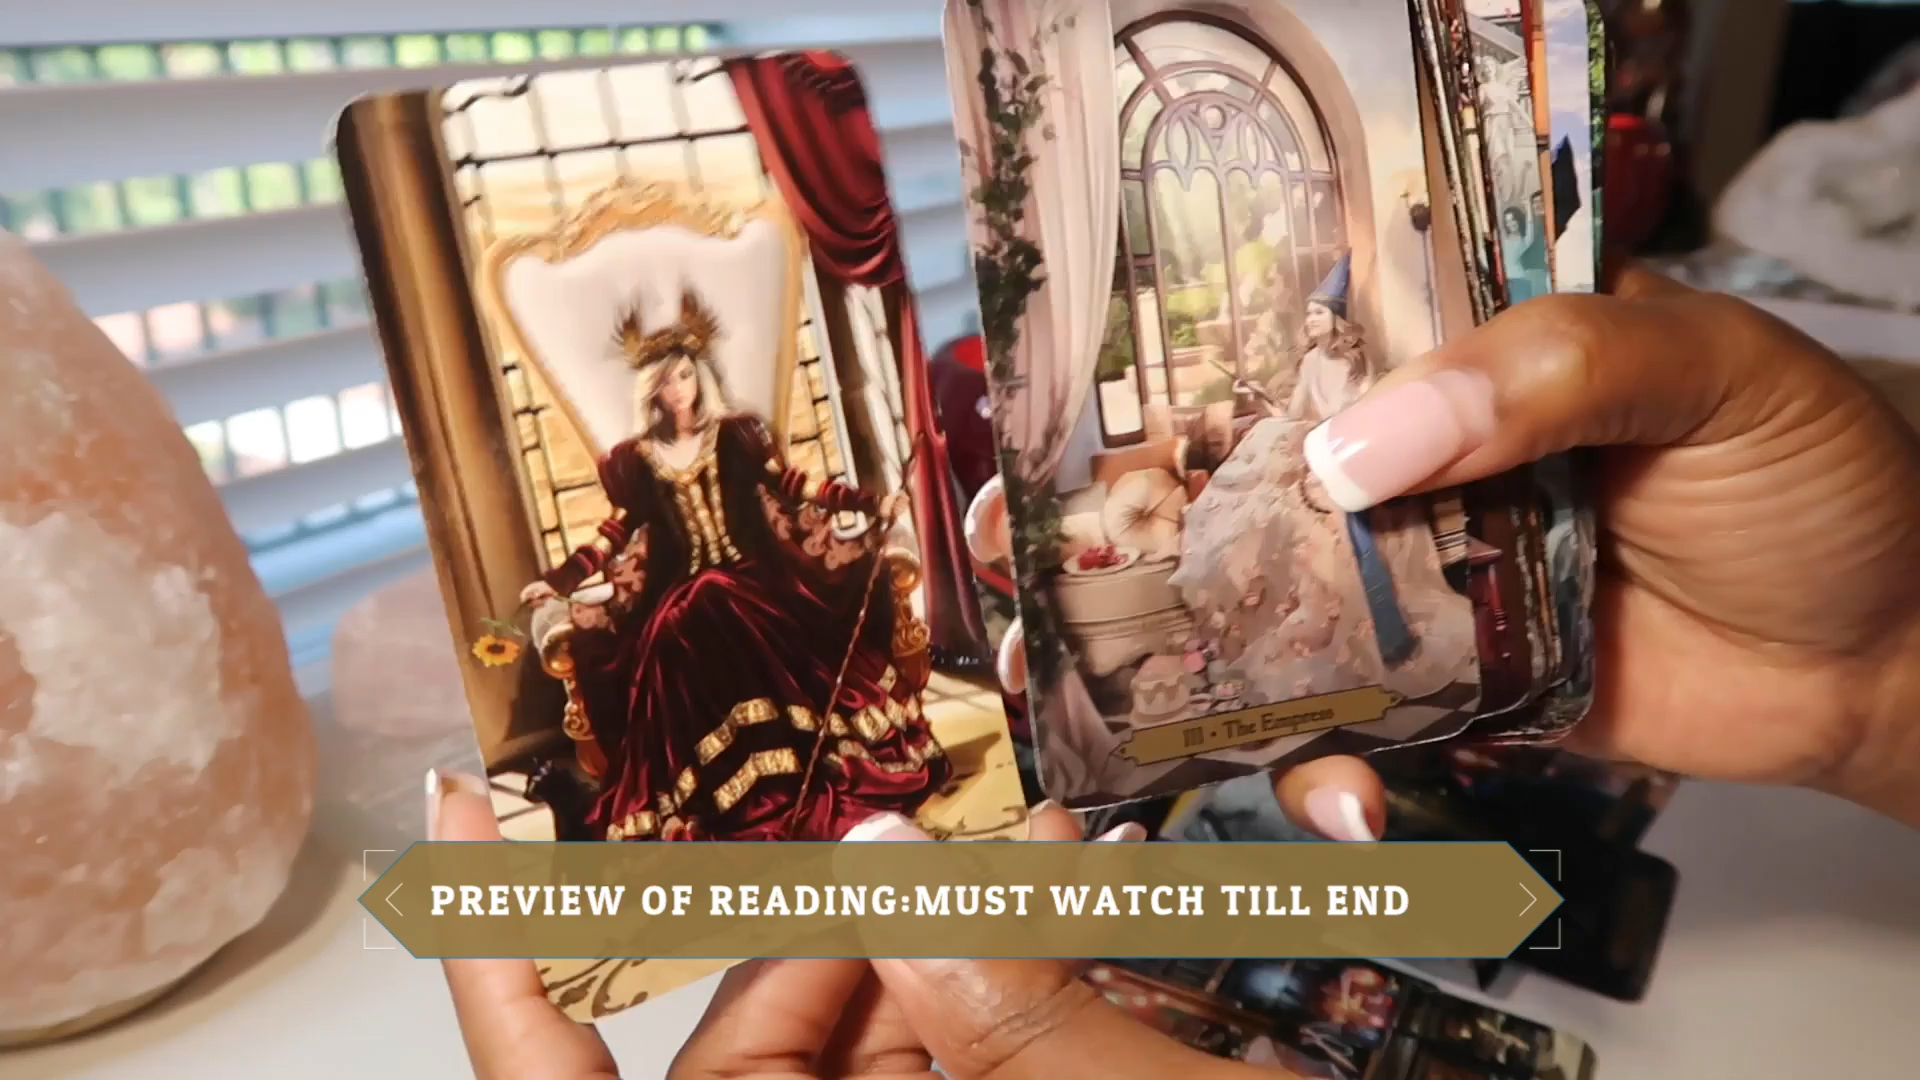 III • The Empress
PREVIEW OF READING:MUST WATCH TILL END